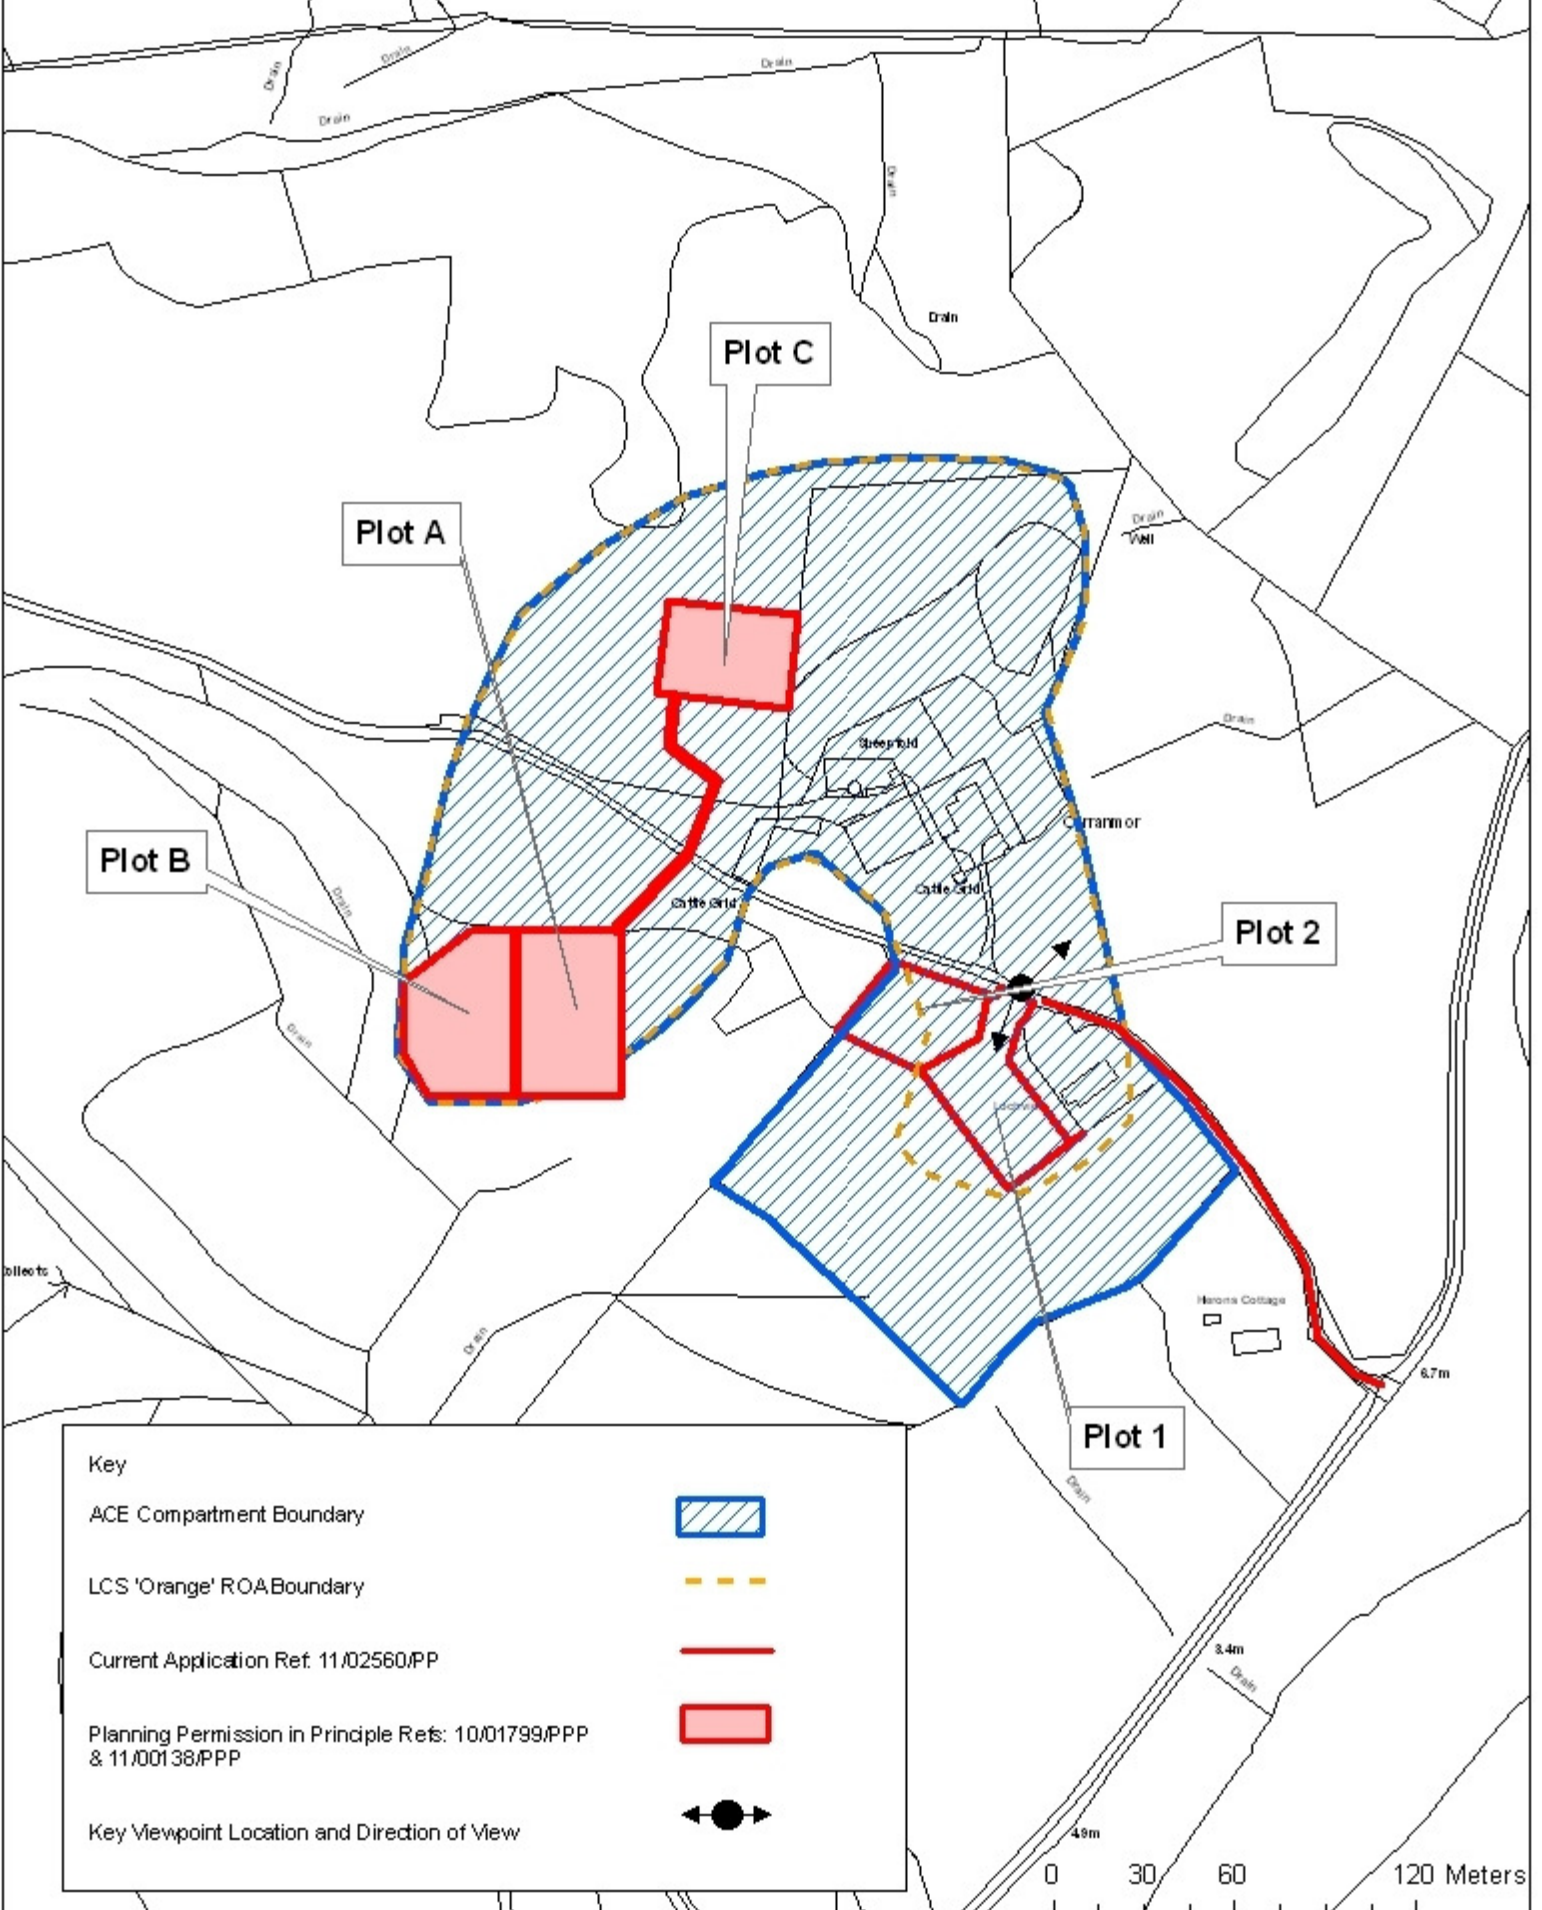 Drain
Drain
Drain
Drain
Drain
Drain
Plot C
Plot A
Drain
Well
Drain
Sheepfold
Carranmor
Plot B
Cattle Grid
Cattle Grid
Drain
Plot 2
Drain
Collects
Herons Cottage
Drain
6.7m
Plot 1
Drain
Key
ACE Compartment Boundary
LCS 'Orange' ROA Boundary
Current Application Ref: 11/02560/PP
Planning Permission in Principle Refs: 10/01799/PPP
& 11/00138/PPP
Key Viewpoint Location and Direction of View
3.4m
Drain
4.9m
0 30 60 120 Meters